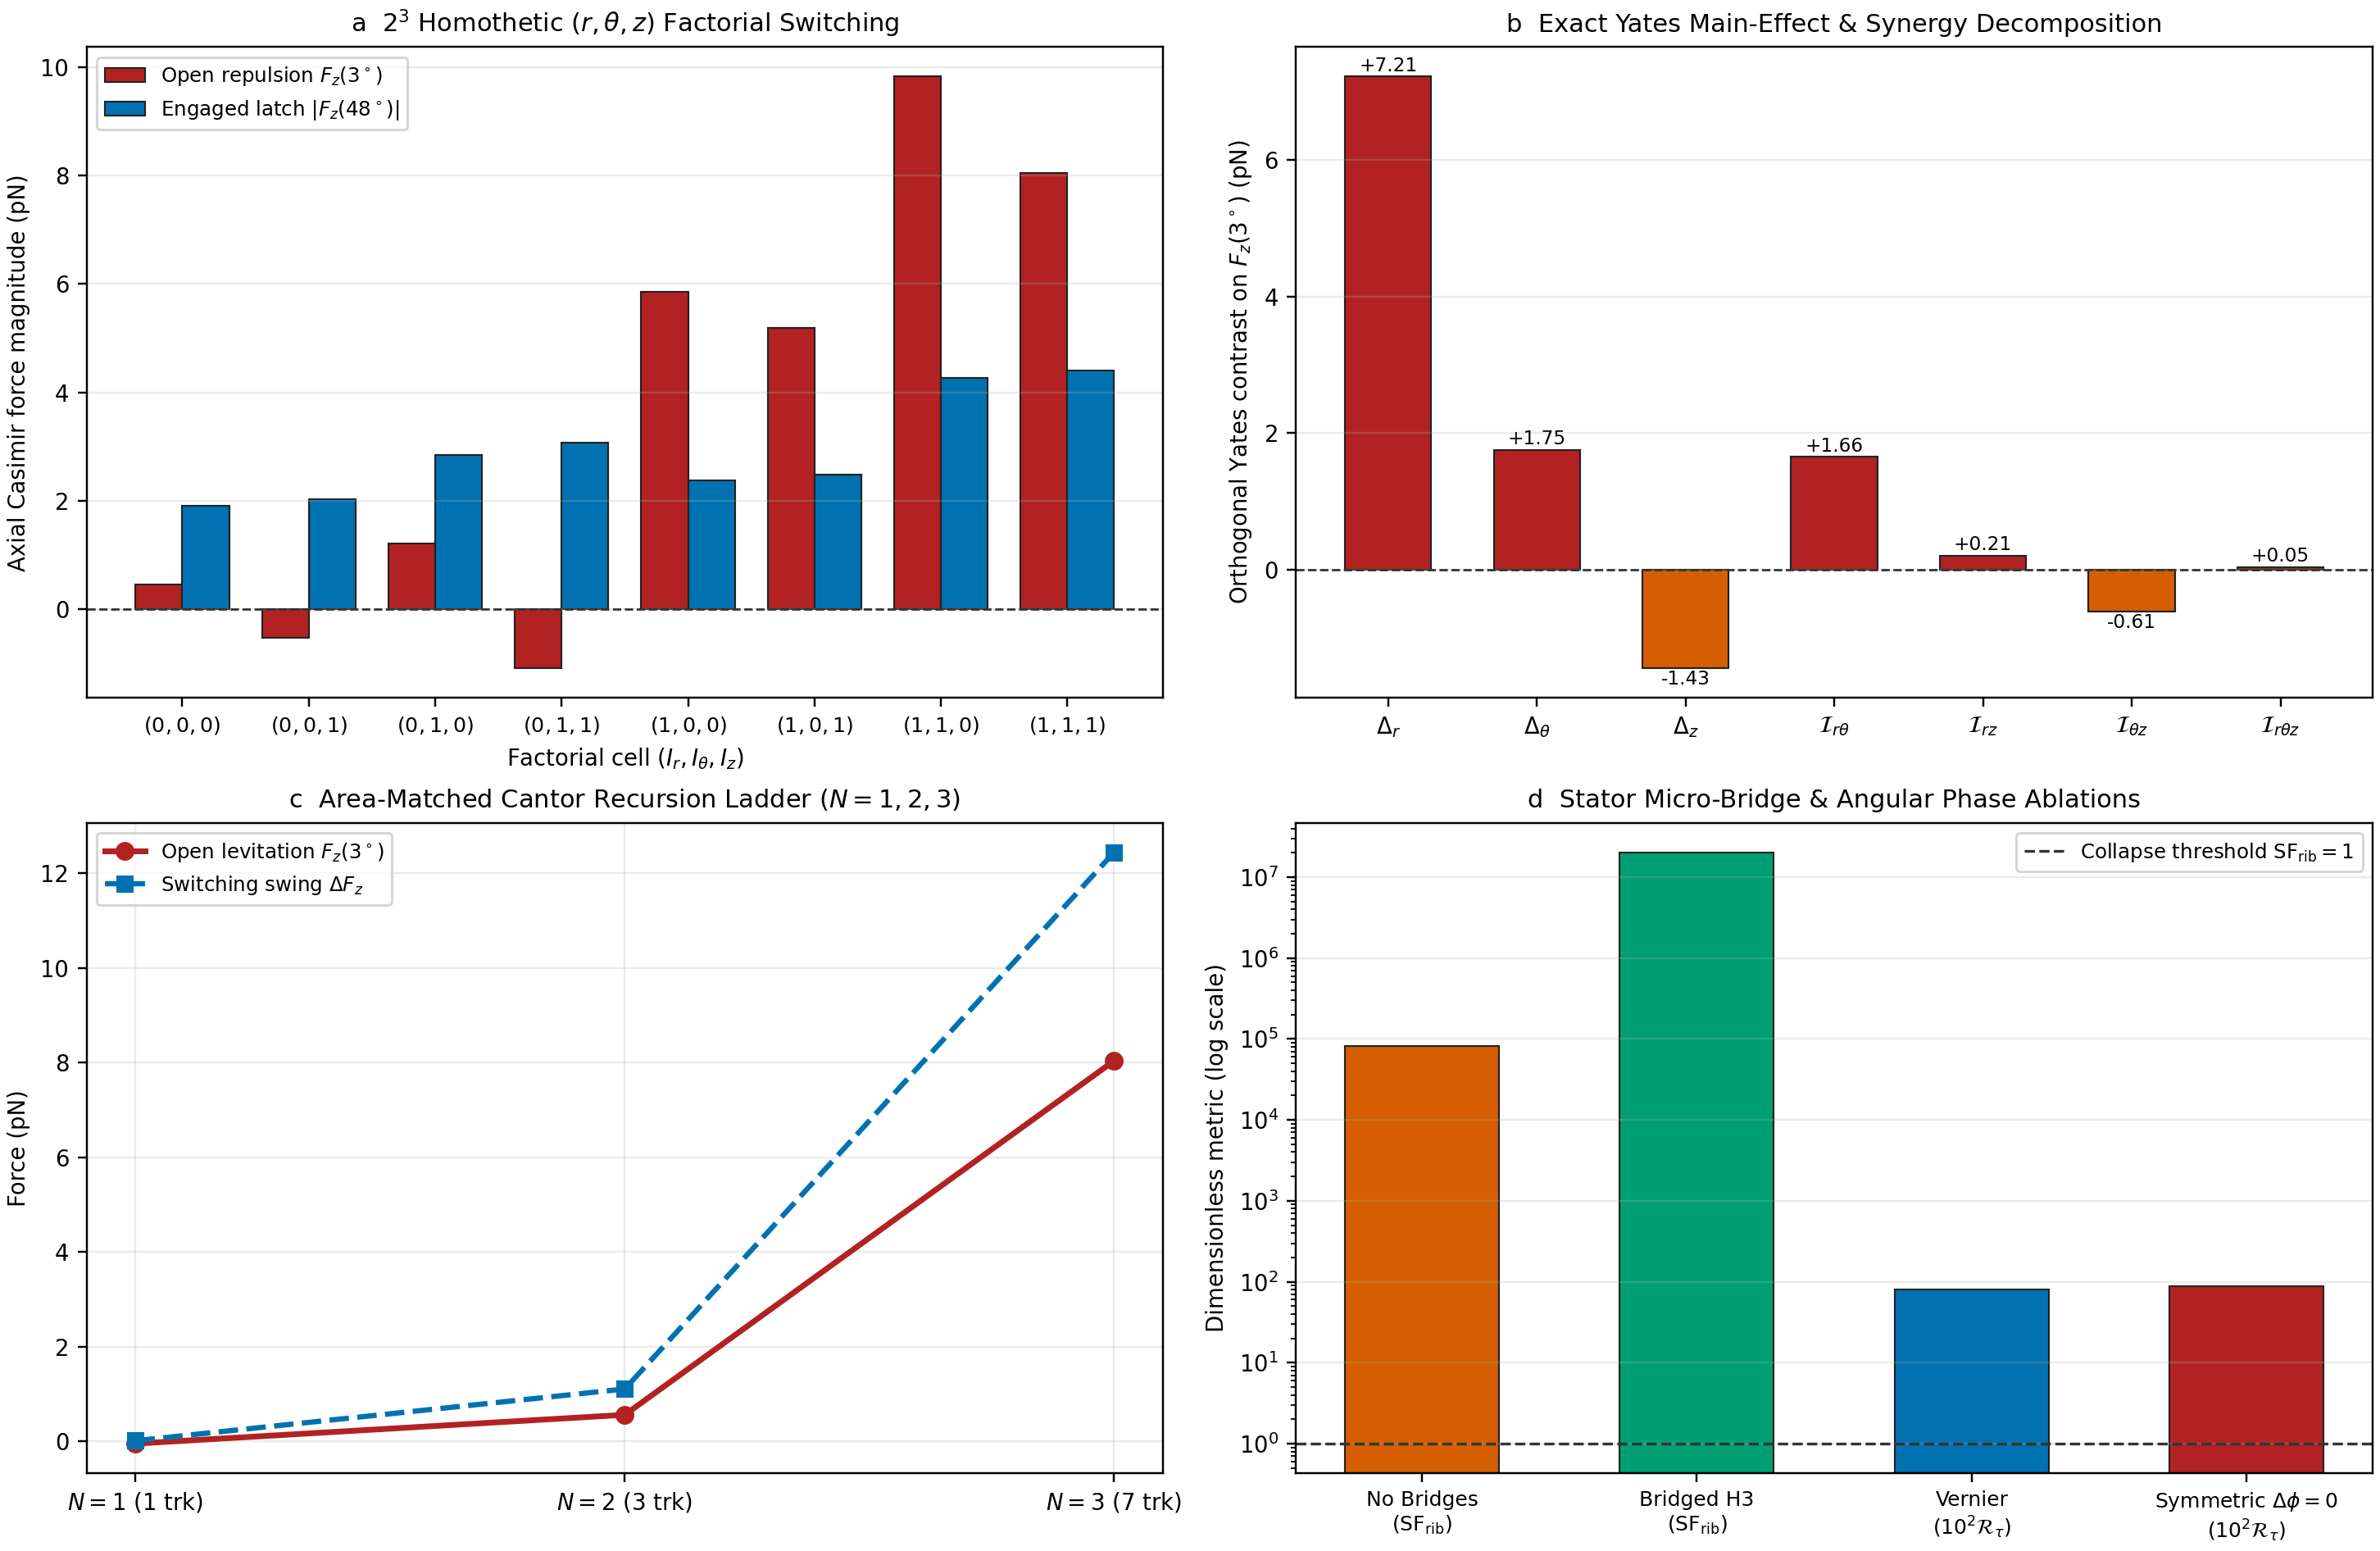 a  2³ Homothetic (r, θ, z) Factorial Switching
Axial Casimir force magnitude (pN)
Open repulsion F_z(3°)
Engaged latch |F_z(48°)|
10
8
6
4
2
0
(0, 0, 0)
(0, 0, 1)
(0, 1, 0)
(0, 1, 1)
(1, 0, 0)
(1, 0, 1)
(1, 1, 0)
(1, 1, 1)
Factorial cell (I_r, I_θ, I_z)
b  Exact Yates Main-Effect & Synergy Decomposition
Orthogonal Yates contrast on F_z(3°) (pN)
6
4
2
0
+7.21
+1.75
-1.43
+1.66
+0.21
-0.61
+0.05
Δ_r
Δ_θ
Δ_z
ℐ_rθ
ℐ_rz
ℐ_θz
ℐ_rθz
c  Area-Matched Cantor Recursion Ladder (N = 1, 2, 3)
Force (pN)
Open levitation F_z(3°)
Switching swing ΔF_z
12
10
8
6
4
2
0
N = 1 (1 trk)
N = 2 (3 trk)
N = 3 (7 trk)
d  Stator Micro-Bridge & Angular Phase Ablations
Dimensionless metric (log scale)
Collapse threshold SF_rib = 1
10⁷
10⁶
10⁵
10⁴
10³
10²
10¹
10⁰
No Bridges
(SF_rib)
Bridged H3
(SF_rib)
Vernier
(10²ℛ_τ)
Symmetric Δϕ = 0
(10²ℛ_τ)